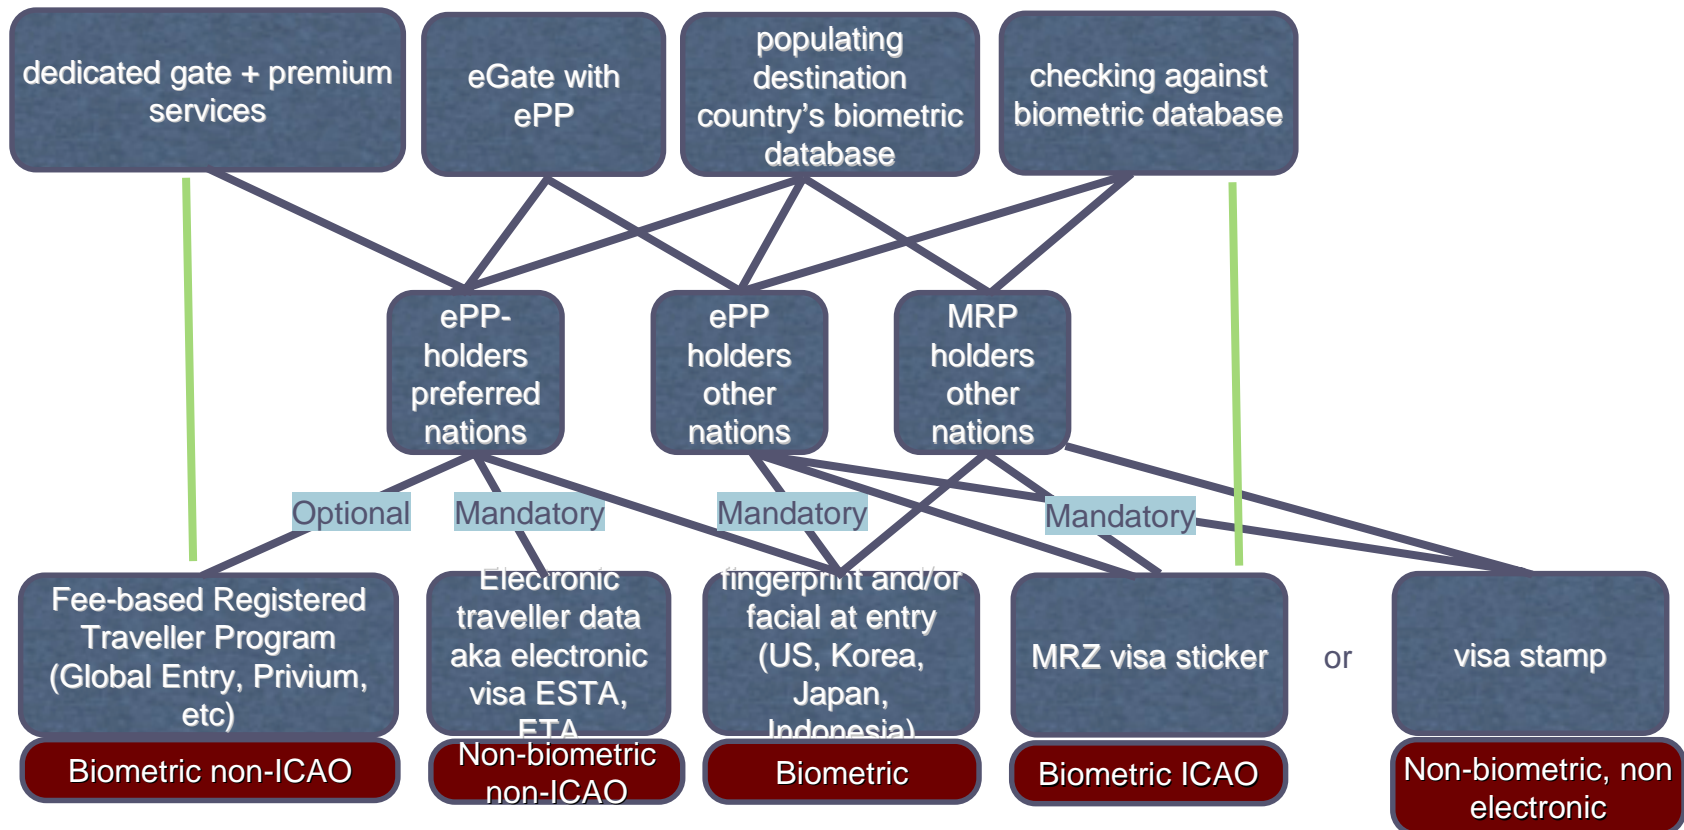 dedicated gate + premium
services
eGate with
ePP
populating
destination
country's biometric
database
checking against
biometric database
ePP-
holders
preferred
nations
ePP
holders
other
nations
MRP
holders
other
nations
Optional
Mandatory
Mandatory
Mandatory
Fee-based Registered
Traveller Program
(Global Entry, Privium,
etc)
Electronic
traveller data
aka electronic
visa ESTA,
ETA
fingerprint and/or
facial at entry
(US, Korea,
Japan,
Indonesia)
MRZ visa sticker
or
visa stamp
Biometric non-ICAO
Non-biometric
non-ICAO
Biometric
Biometric ICAO
Non-biometric, non
electronic